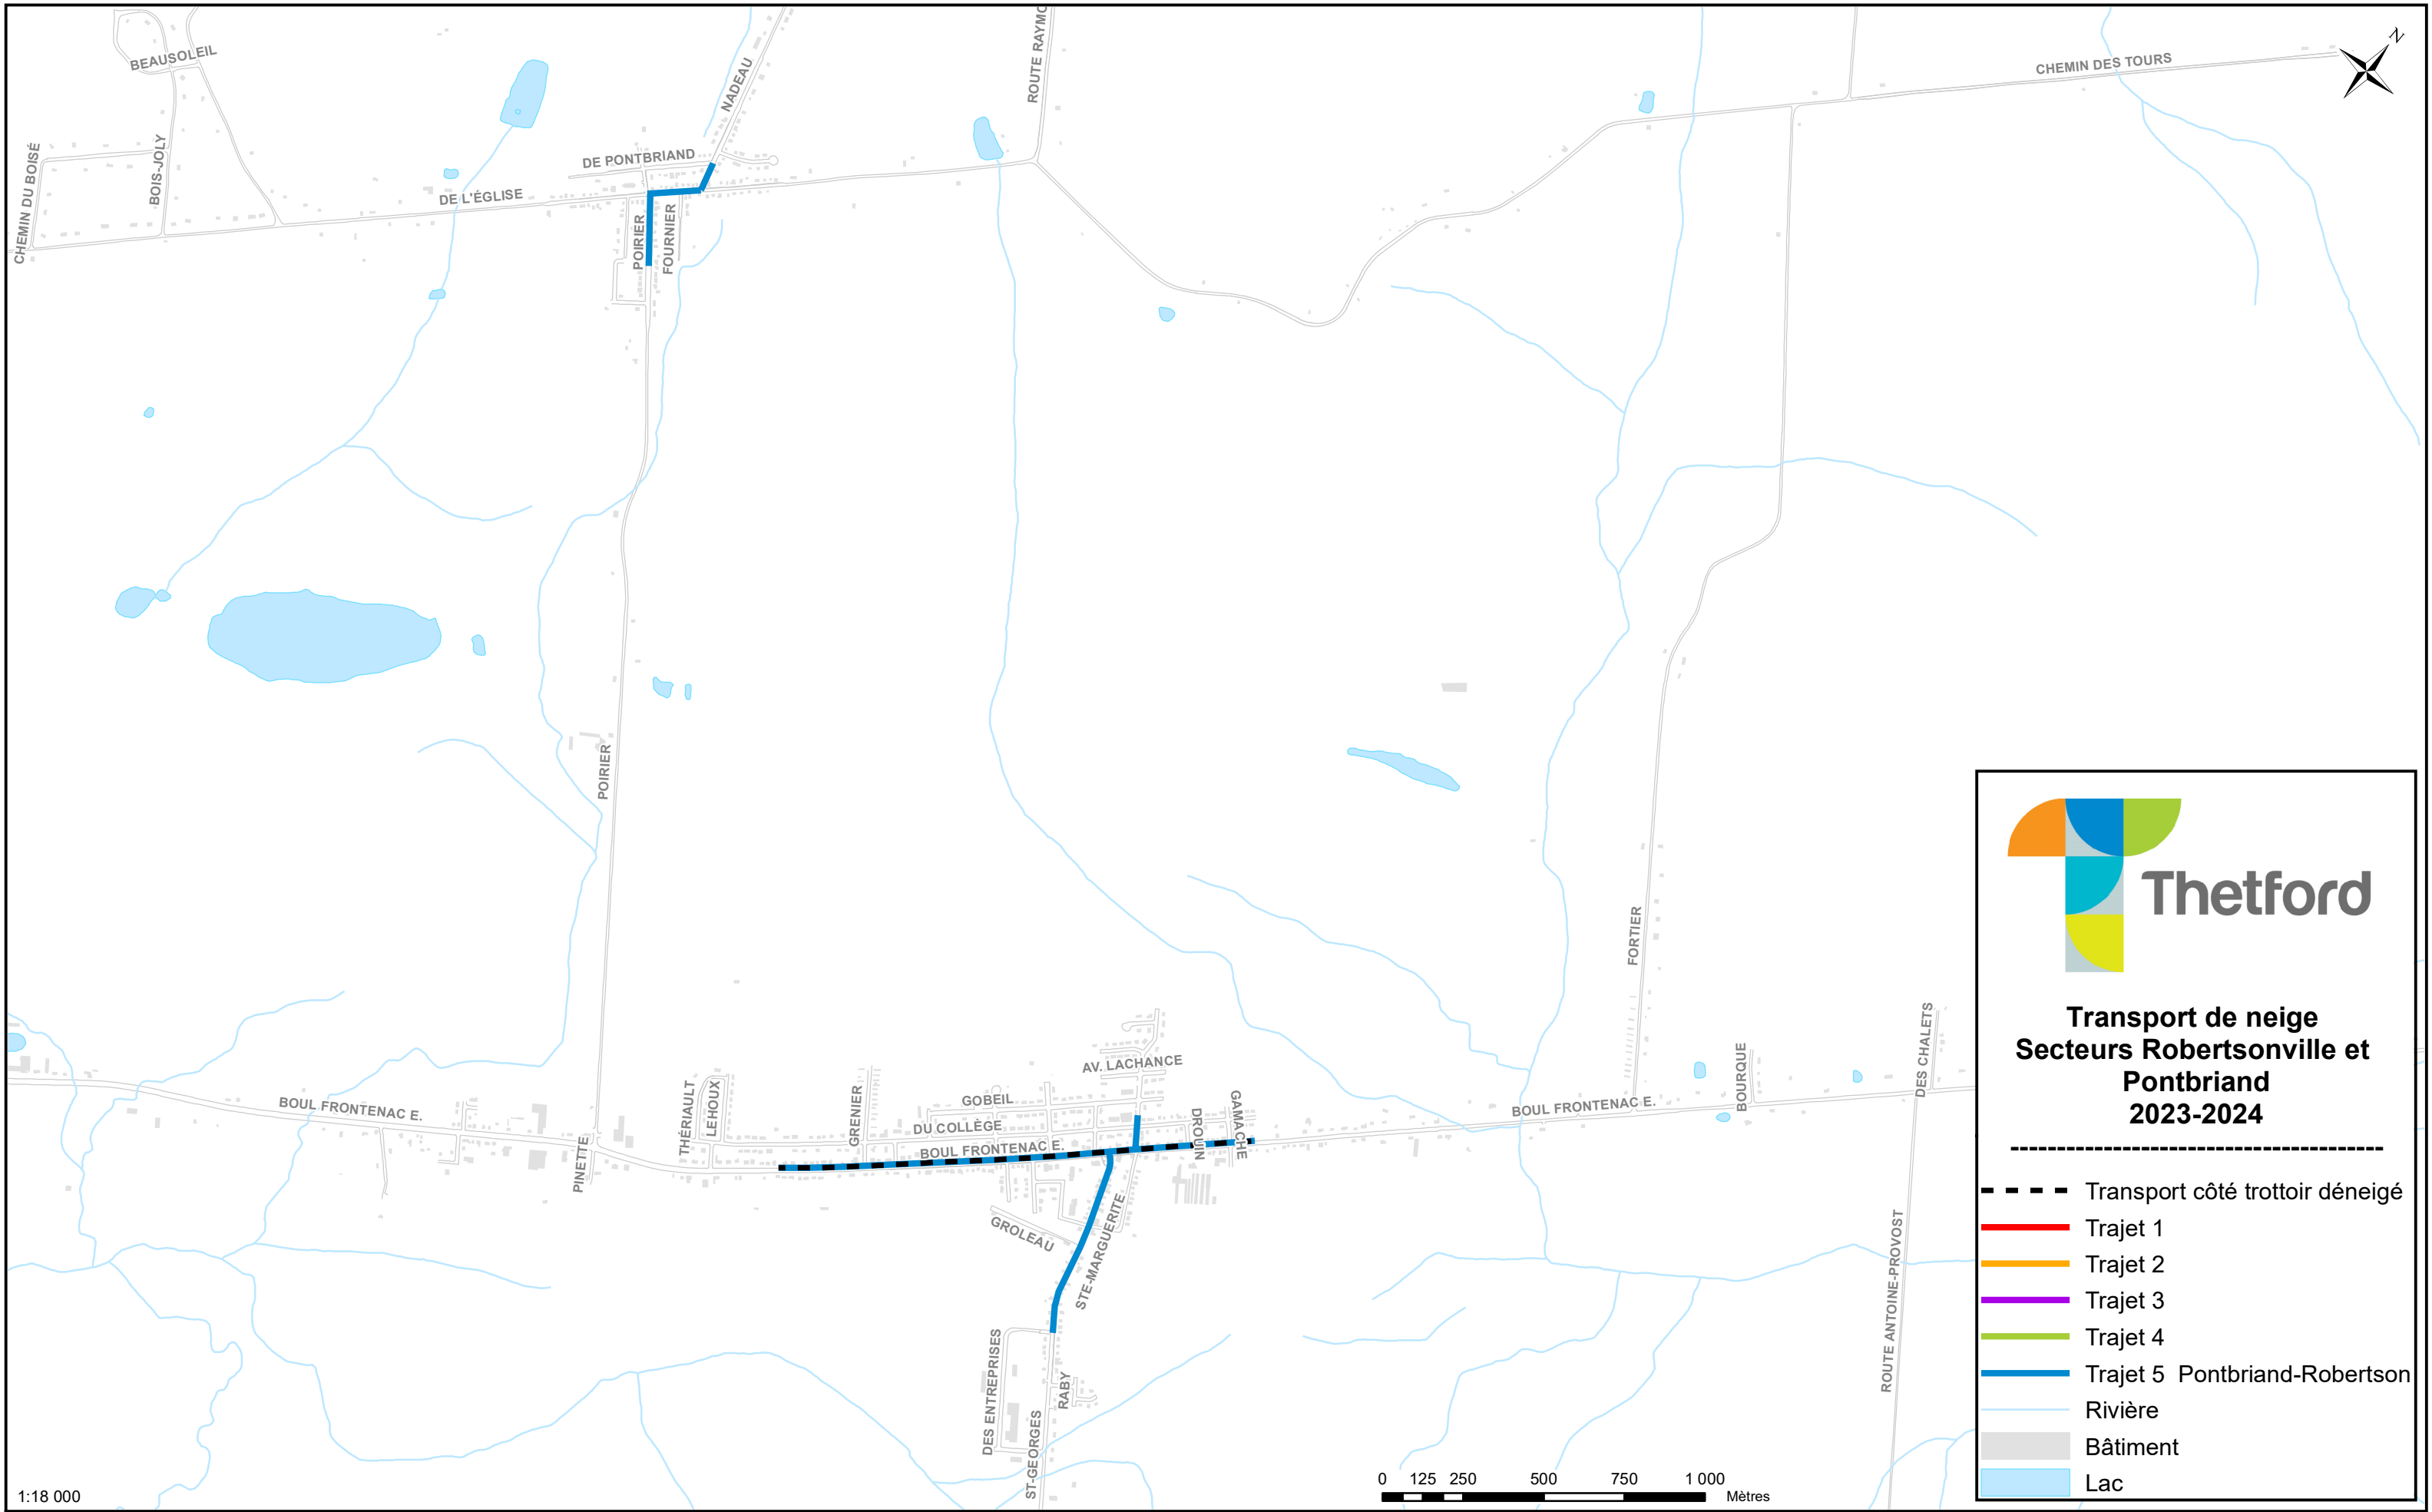 BEAUSOLEIL
CHEMIN DU BOISÉ
BOIS-JOLY
DE L'ÉGLISE
DE PONTBRIAND
NADEAU
POIRIER
FOURNIER
CHEMIN DES TOURS
N
POIRIER
FORTIER
BOUL FRONTENAC E.
PINETTE
THÉRIAULT
LEHOUX
GRENIER
GOBEIL
DU COLLÈGE
BOUL FRONTENAC E.
AV. LACHANCE
DROUIN
GAMACHE
BOUL FRONTENAC E.
BOURQUE
DES CHALETS
ROUTE ANTOINE-PROVOST
GROLEAU
STE-MARGUERITE
DES ENTREPRISES
RABY
ST-GEORGES
Thetford
Transport de neige
Secteurs Robertsonville et
Pontbriand
2023-2024
Transport côté trottoir déneigé
Trajet 1
Trajet 2
Trajet 3
Trajet 4
Trajet 5 Pontbriand-Robertson
Rivière
Bâtiment
Lac
0 125 250 500 750 1 000
Mètres
1:18 000
ROUTE